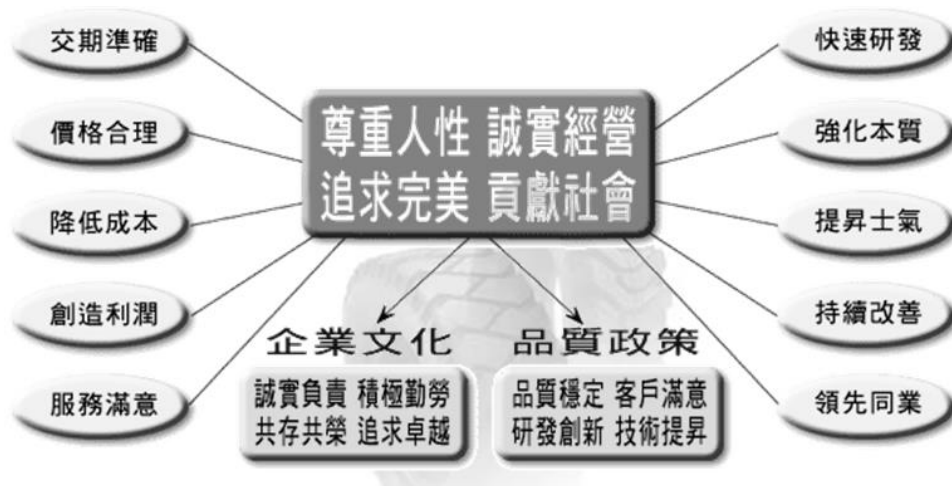 交期準確
價格合理
降低成本
創造利潤
服務滿意
尊重人性 誠實經營
追求完美 貢獻社會
企業文化
誠實負責 積極勤勞
共存共榮 追求卓越
品質政策
品質穩定 客戶滿意
研發創新 技術提昇
快速研發
強化本質
提昇士氣
持續改善
領先同業